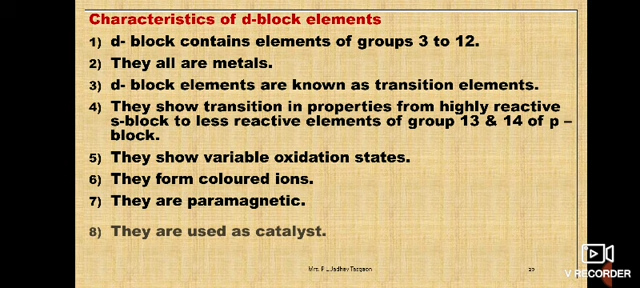 Characteristics of d-block elements
1) d- block contains elements of groups 3 to 12.
2) They all are metals.
3) d- block elements are known as transition elements.
4) They show transition in properties from highly reactive
s-block to less reactive elements of group 13 & 14 of p –
block.
5) They show variable oxidation states.
6) They form coloured ions.
7) They are paramagnetic.
8) They are used as catalyst.
Mrs. P L Jadhav Tasgaon
V RECORDER